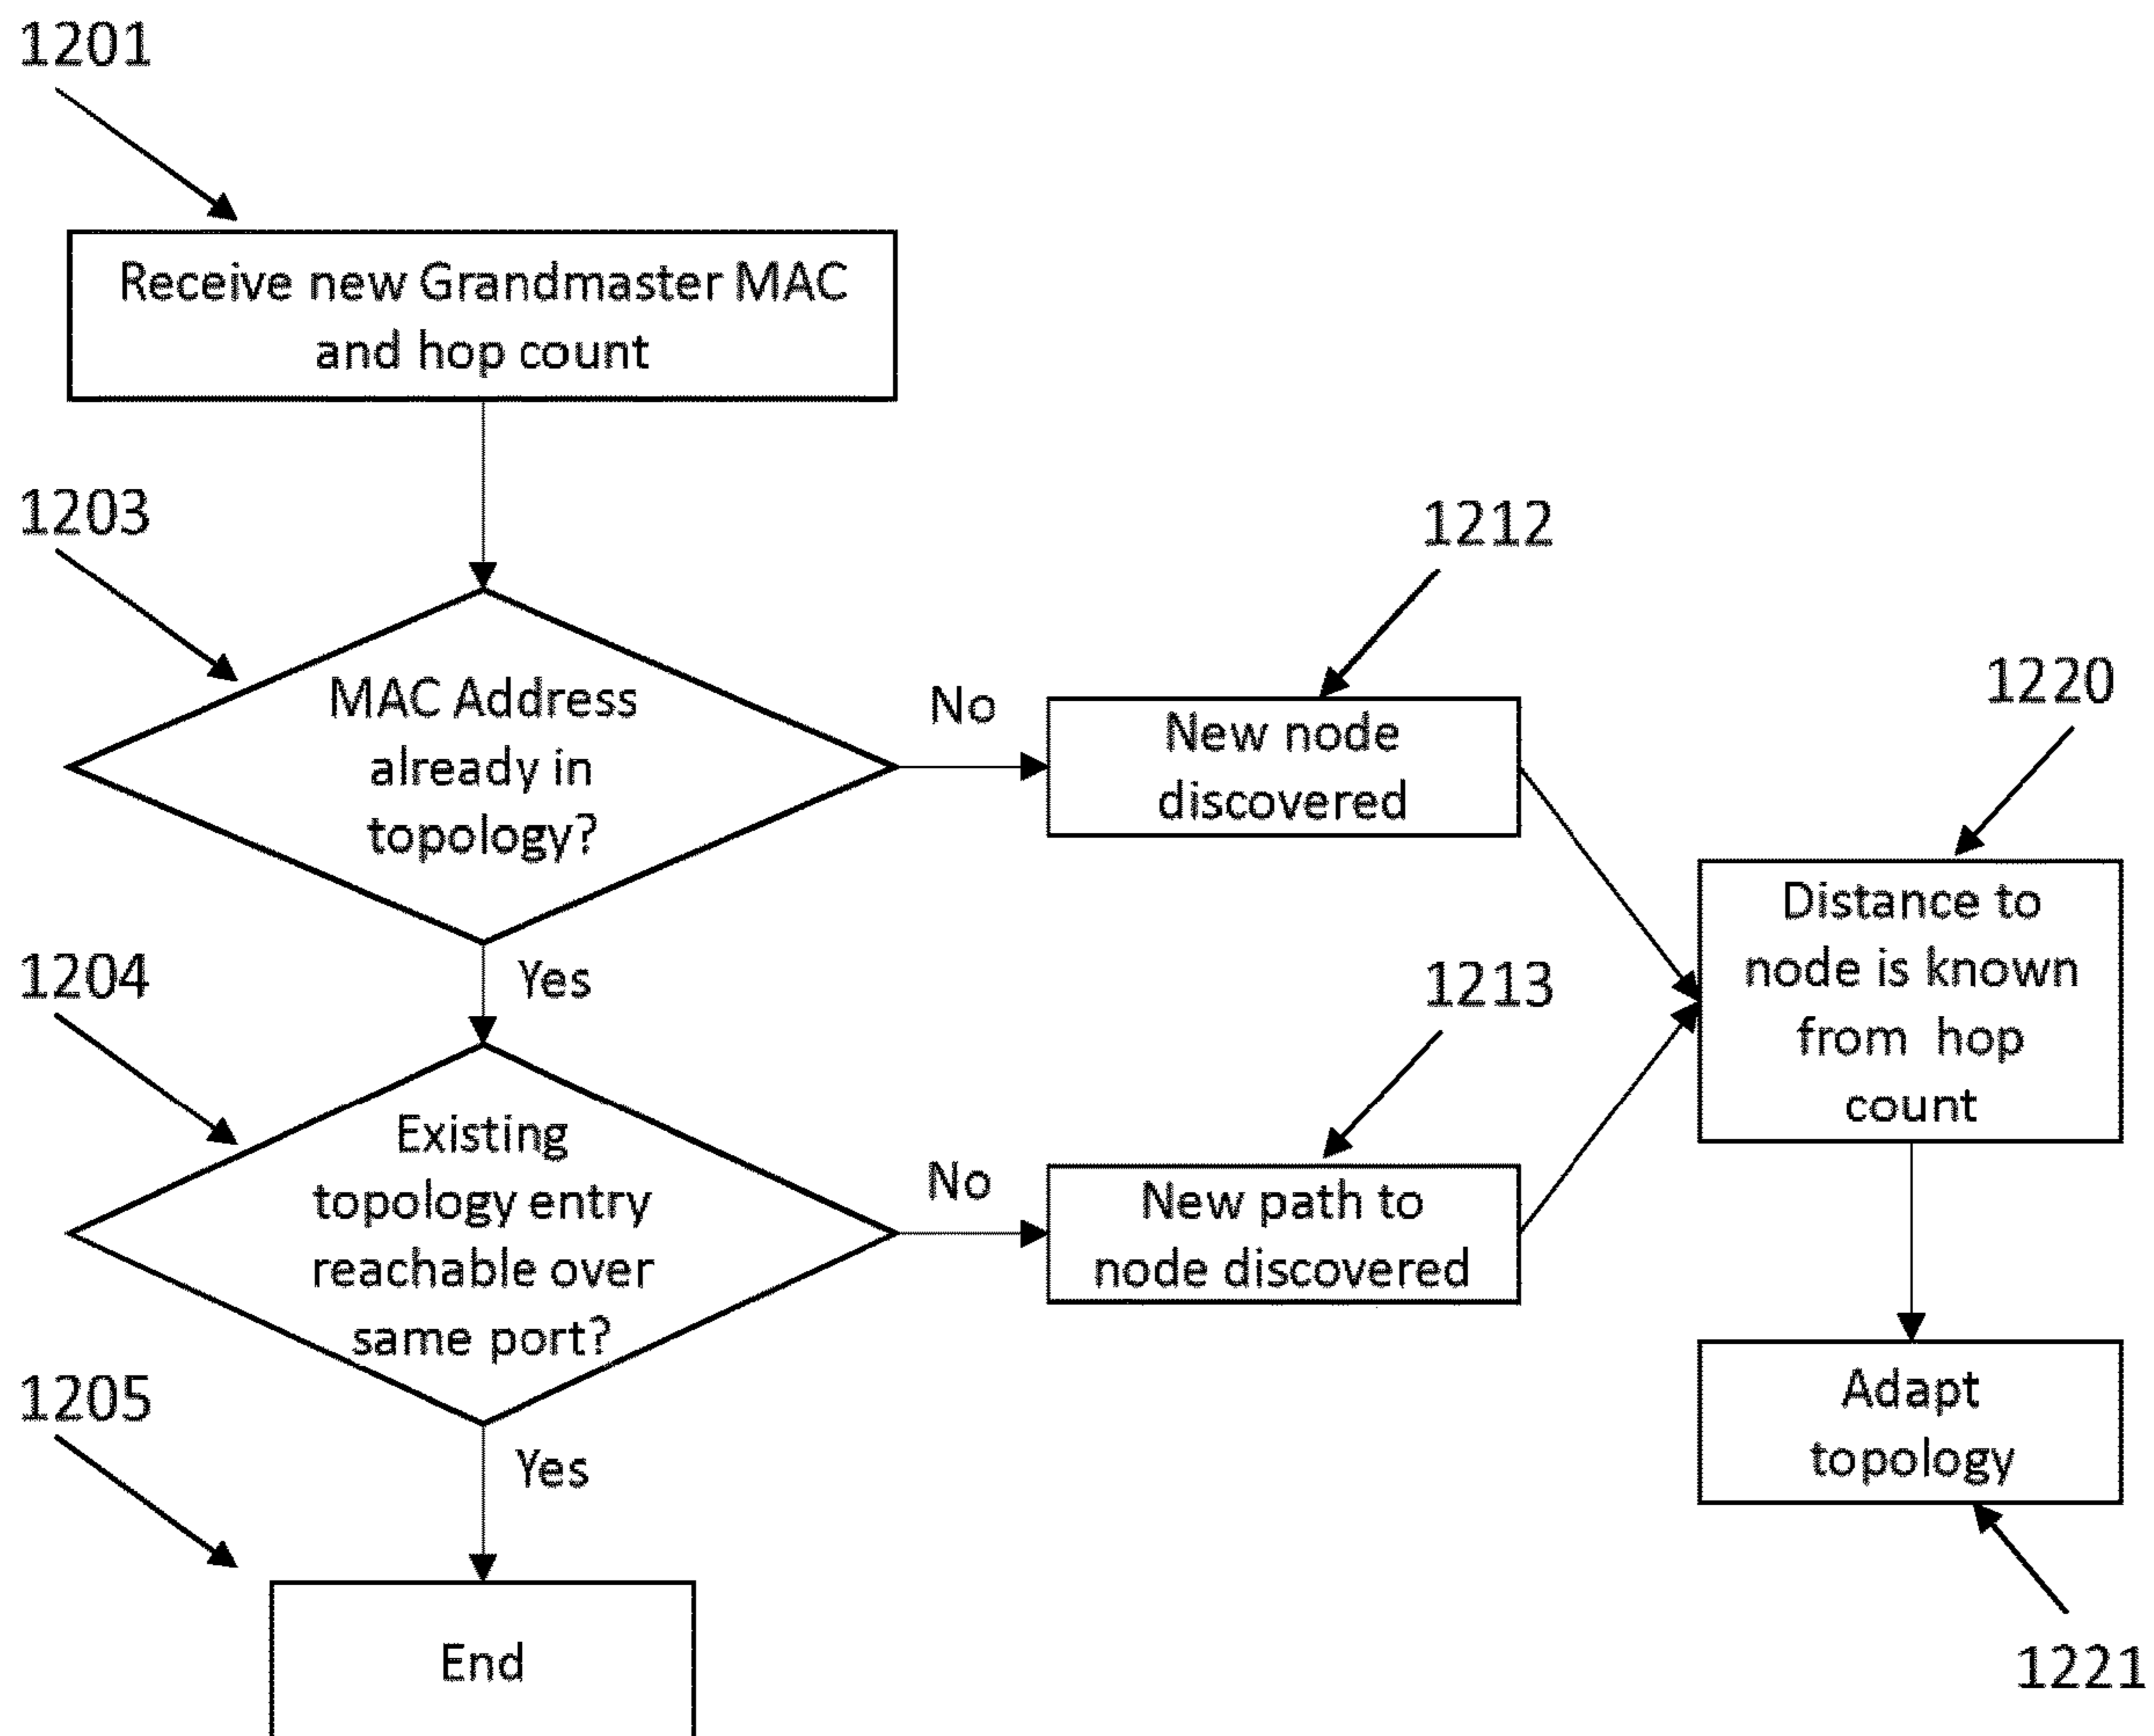 1201
Receive new Grandmaster MAC
and hop count
1203
MAC Address
already in
topology?
No
1212
New node
discovered
1220
Distance to
node is known
from hop
count
Yes
1204
Existing
topology entry
reachable over
same port?
No
1213
New path to
node discovered
Adapt
topology
1221
Yes
1205
End